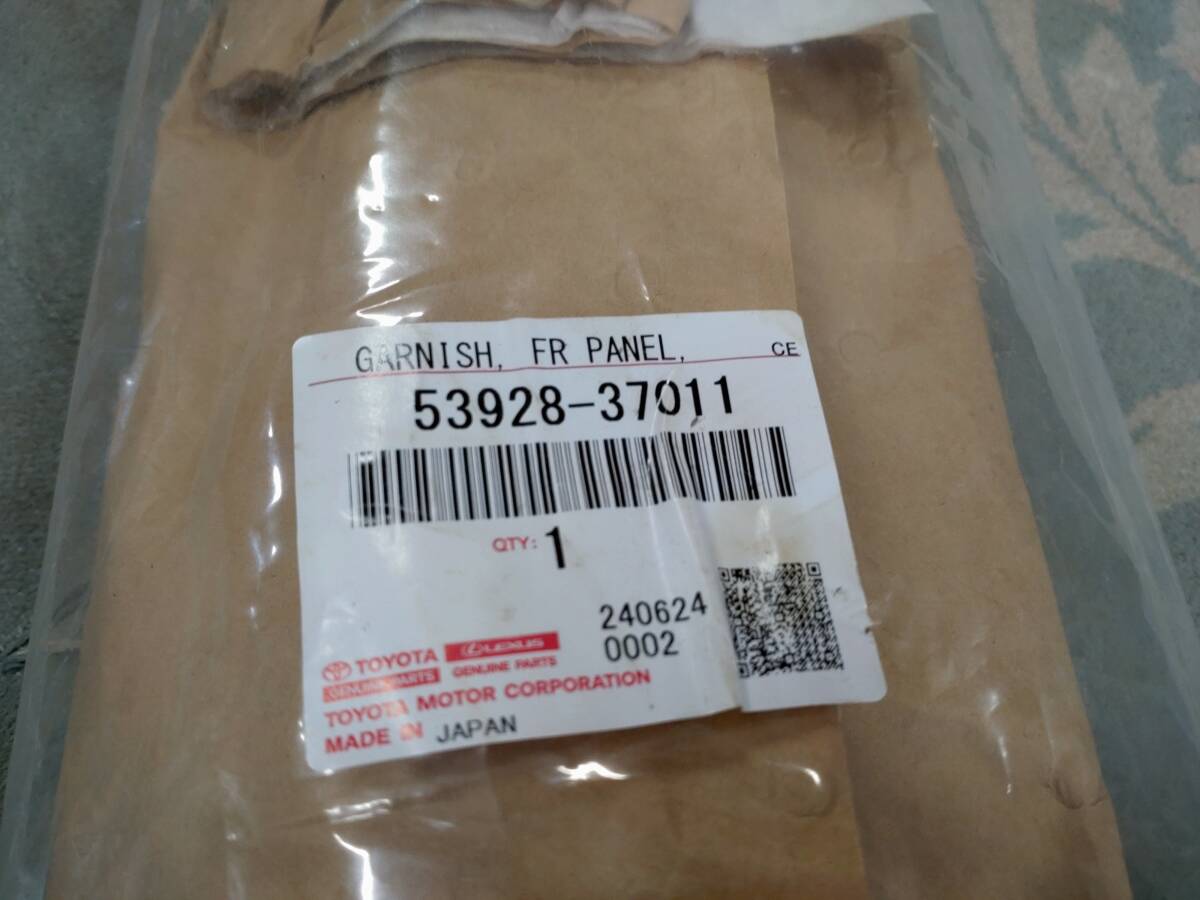 GARNISH, FR PANEL, CE
53928-37011
QTY: 1
240624
0002
TOYOTA
GENUINE PARTS
LEXUS
GENUINE PARTS
TOYOTA MOTOR CORPORATION
MADE IN JAPAN